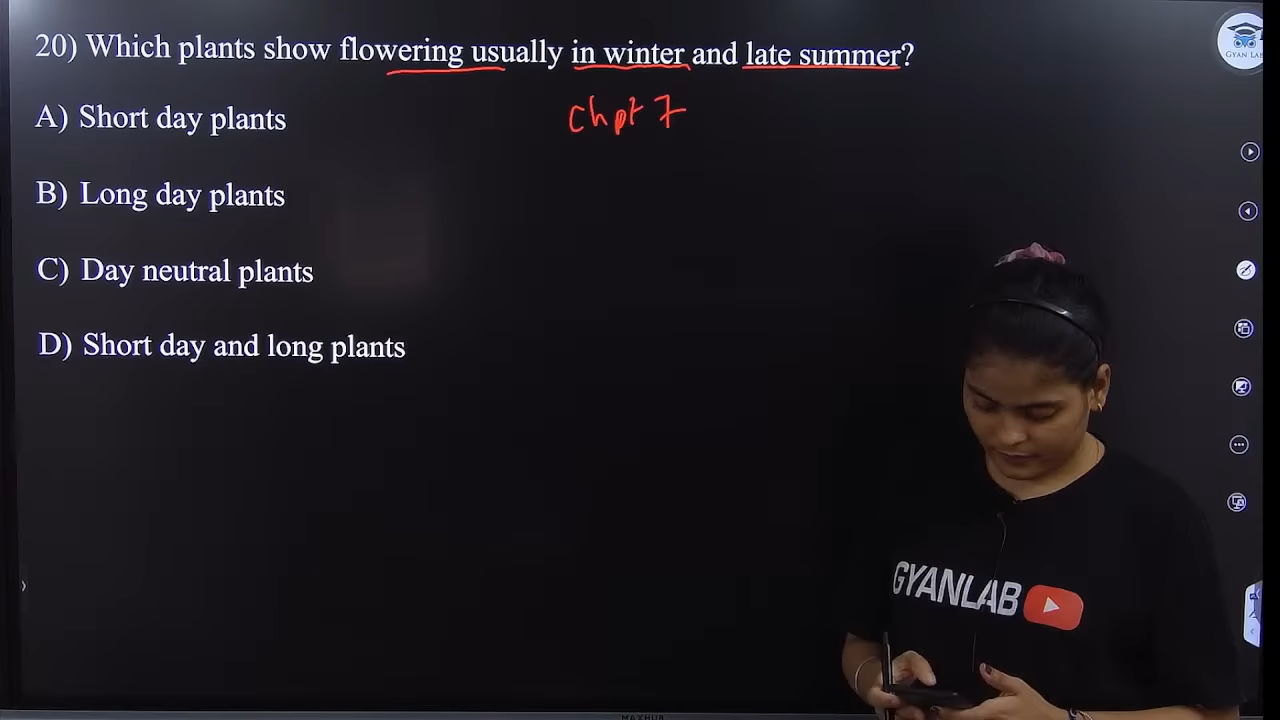 20) Which plants show flowering usually in winter and late summer?
chpt 7
A) Short day plants
B) Long day plants
C) Day neutral plants
D) Short day and long plants
GYAN LAB
GYANLAB
MAXHUB